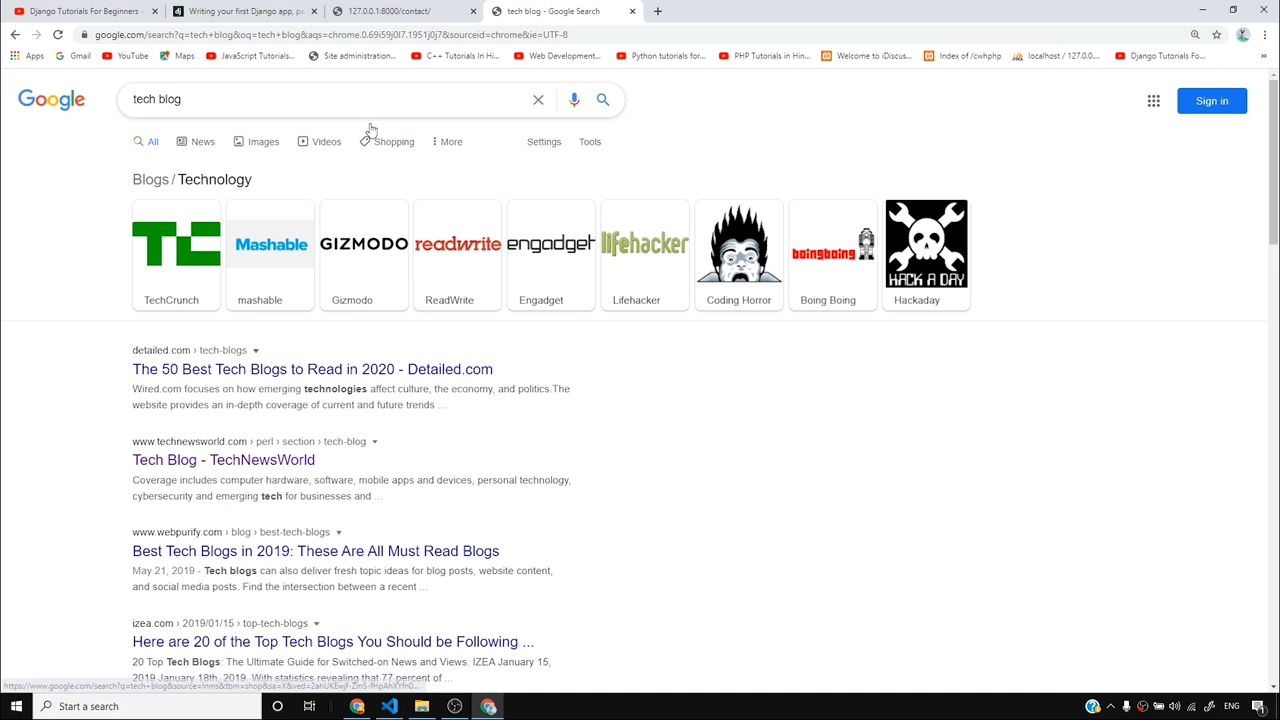 Django Tutorials For Beginners
Writing your first Django app, p
127.0.0.1:8000/contact/
tech blog - Google Search
google.com/search?q=tech+blog&oq=tech+blog&aqs=chrome.0.69i59j0l7.1951j0j7&sourceid=chrome&ie=UTF-8
Apps
Gmail
YouTube
Maps
JavaScript Tutorials...
Site administration...
C++ Tutorials In Hi...
Web Development...
Python tutorials for...
PHP Tutorials in Hin...
Welcome to iDiscus...
Index of /cwhphp
localhost / 127.0.0....
Django Tutorials Fo...
»
Google
tech blog
Sign in
All
News
Images
Videos
Shopping
More
Settings
Tools
Blogs / Technology
TC
Mashable
GIZMODO
readwrite
engadget
lifehacker
boingboing
HACK A DAY
TechCrunch
mashable
Gizmodo
ReadWrite
Engadget
Lifehacker
Coding Horror
Boing Boing
Hackaday
detailed.com › tech-blogs
The 50 Best Tech Blogs to Read in 2020 - Detailed.com
Wired.com focuses on how emerging technologies affect culture, the economy, and politics.The
website provides an in-depth coverage of current and future trends ...
www.technewsworld.com › perl › section › tech-blog
Tech Blog - TechNewsWorld
Coverage includes computer hardware, software, mobile apps and devices, personal technology,
cybersecurity and emerging tech for businesses and ...
www.webpurify.com › blog › best-tech-blogs
Best Tech Blogs in 2019: These Are All Must Read Blogs
May 21, 2019 - Tech blogs can also deliver fresh topic ideas for blog posts, website content,
and social media posts. Find the intersection between a recent ...
izea.com › 2019/01/15 › top-tech-blogs
Here are 20 of the Top Tech Blogs You Should be Following ...
20 Top Tech Blogs: The Ultimate Guide for Switched-on News and Views. IZEA January 15,
2019 January 18th, 2019. With statistics revealing that 77 percent of ...
Start a search
ENG